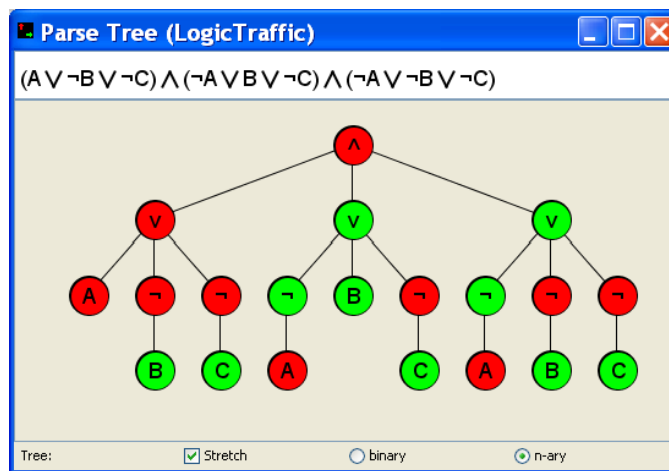 Parse Tree (LogicTraffic)
(A∨¬B∨¬C)∧(¬A∨B∨¬C)∧(¬A∨¬B∨¬C)
∧
∨ ∨ ∨
A ¬ ¬ ¬ B ¬ ¬ ¬ ¬
B C A C A B C
Tree: Stretch binary n-ary